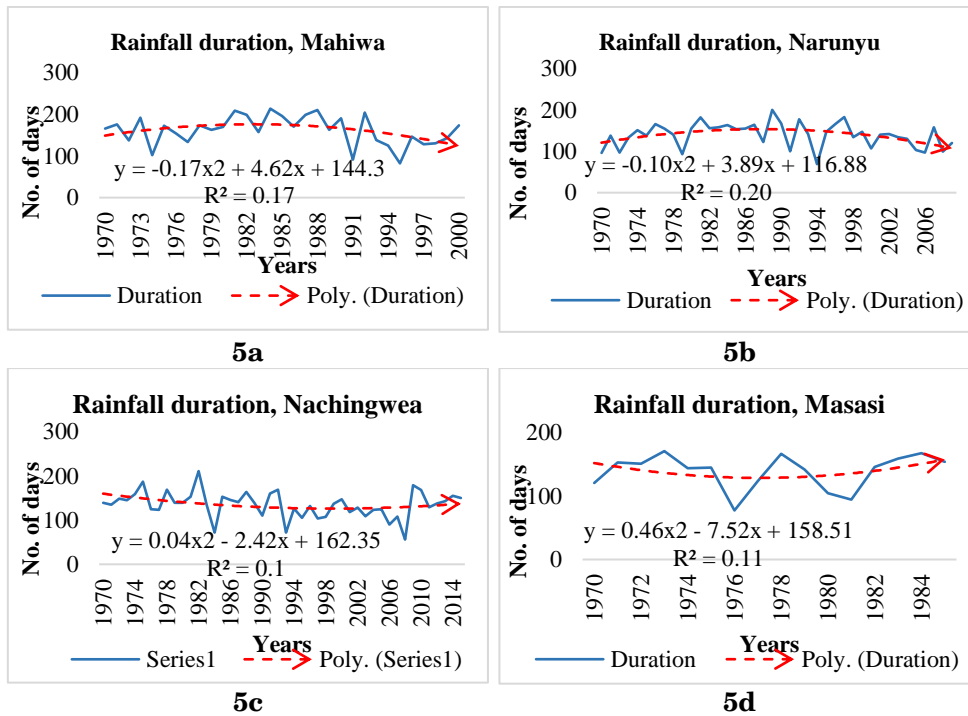 Rainfall duration, Mahiwa
300
200
100
0
No. of days
y = -0.17x2 + 4.62x + 144.3
R² = 0.17
1970
1973
1976
1979
1982
1985
1988
1991
1994
1997
2000
Years
Duration
Poly. (Duration)
5a
Rainfall duration, Narunyu
300
200
100
0
No. of days
y = -0.10x2 + 3.89x + 116.88
R² = 0.20
1970
1974
1978
1982
1986
1990
1994
1998
2002
2006
Years
Duration
Poly. (Duration)
5b
Rainfall duration, Nachingwea
300
200
100
0
No. of days
y = 0.04x2 - 2.42x + 162.35
R² = 0.1
1970
1974
1978
1982
1986
1990
1994
1998
2002
2006
2010
2014
Years
Series1
Poly. (Series1)
5c
Rainfall duration, Masasi
200
100
0
No. of days
y = 0.46x2 - 7.52x + 158.51
R² = 0.11
1970
1972
1974
1976
1978
1980
1982
1984
Years
Duration
Poly. (Duration)
5d